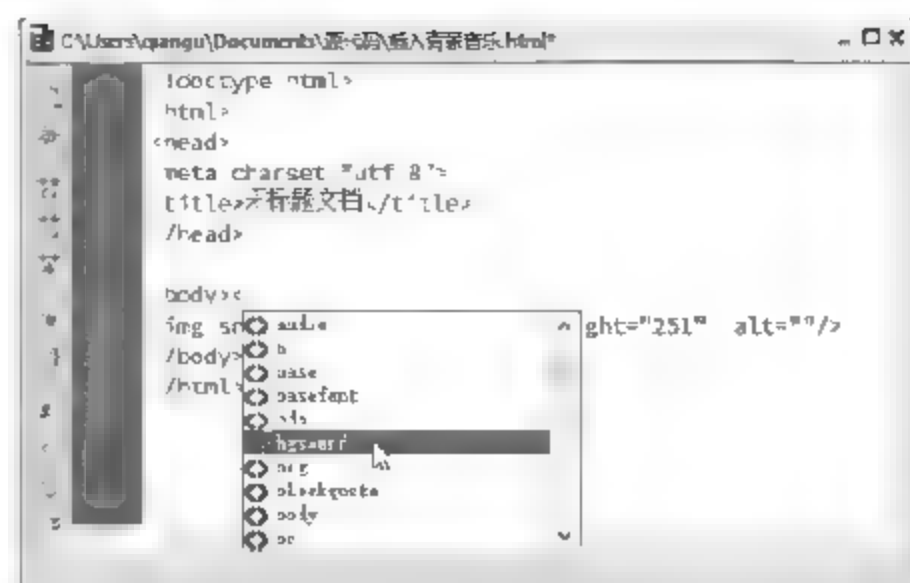 C:\Users\qiangu\Documents\源代码\插入背景音乐.html*
!doctype html>
html>
<head>
meta charset "utf 8">
title>无标题文档</title>
/head>
body><
img sr ght="251" alt=""/>
/body>
/html>
audio
b
base
basefont
bdo
bgsound
big
blockquote
body
br